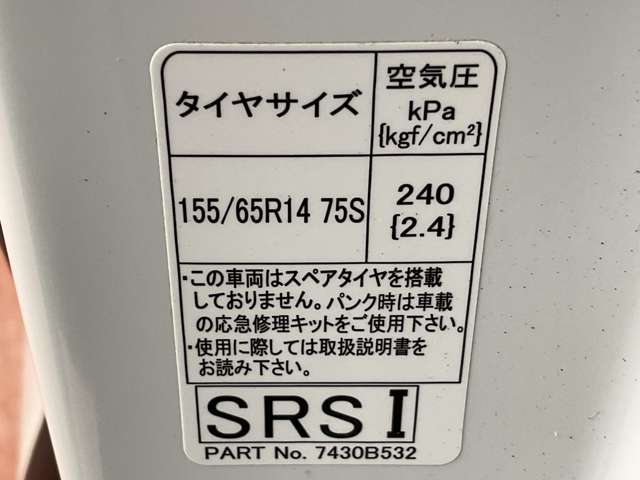 タイヤサイズ
空気圧
kPa
{kgf/cm²}
155/65R14 75S
240
{2.4}
・この車両はスペアタイヤを搭載
しておりません。パンク時は車載
の応急修理キットをご使用下さい。
・使用に際しては取扱説明書を
お読み下さい。
SRS I
PART No. 7430B532